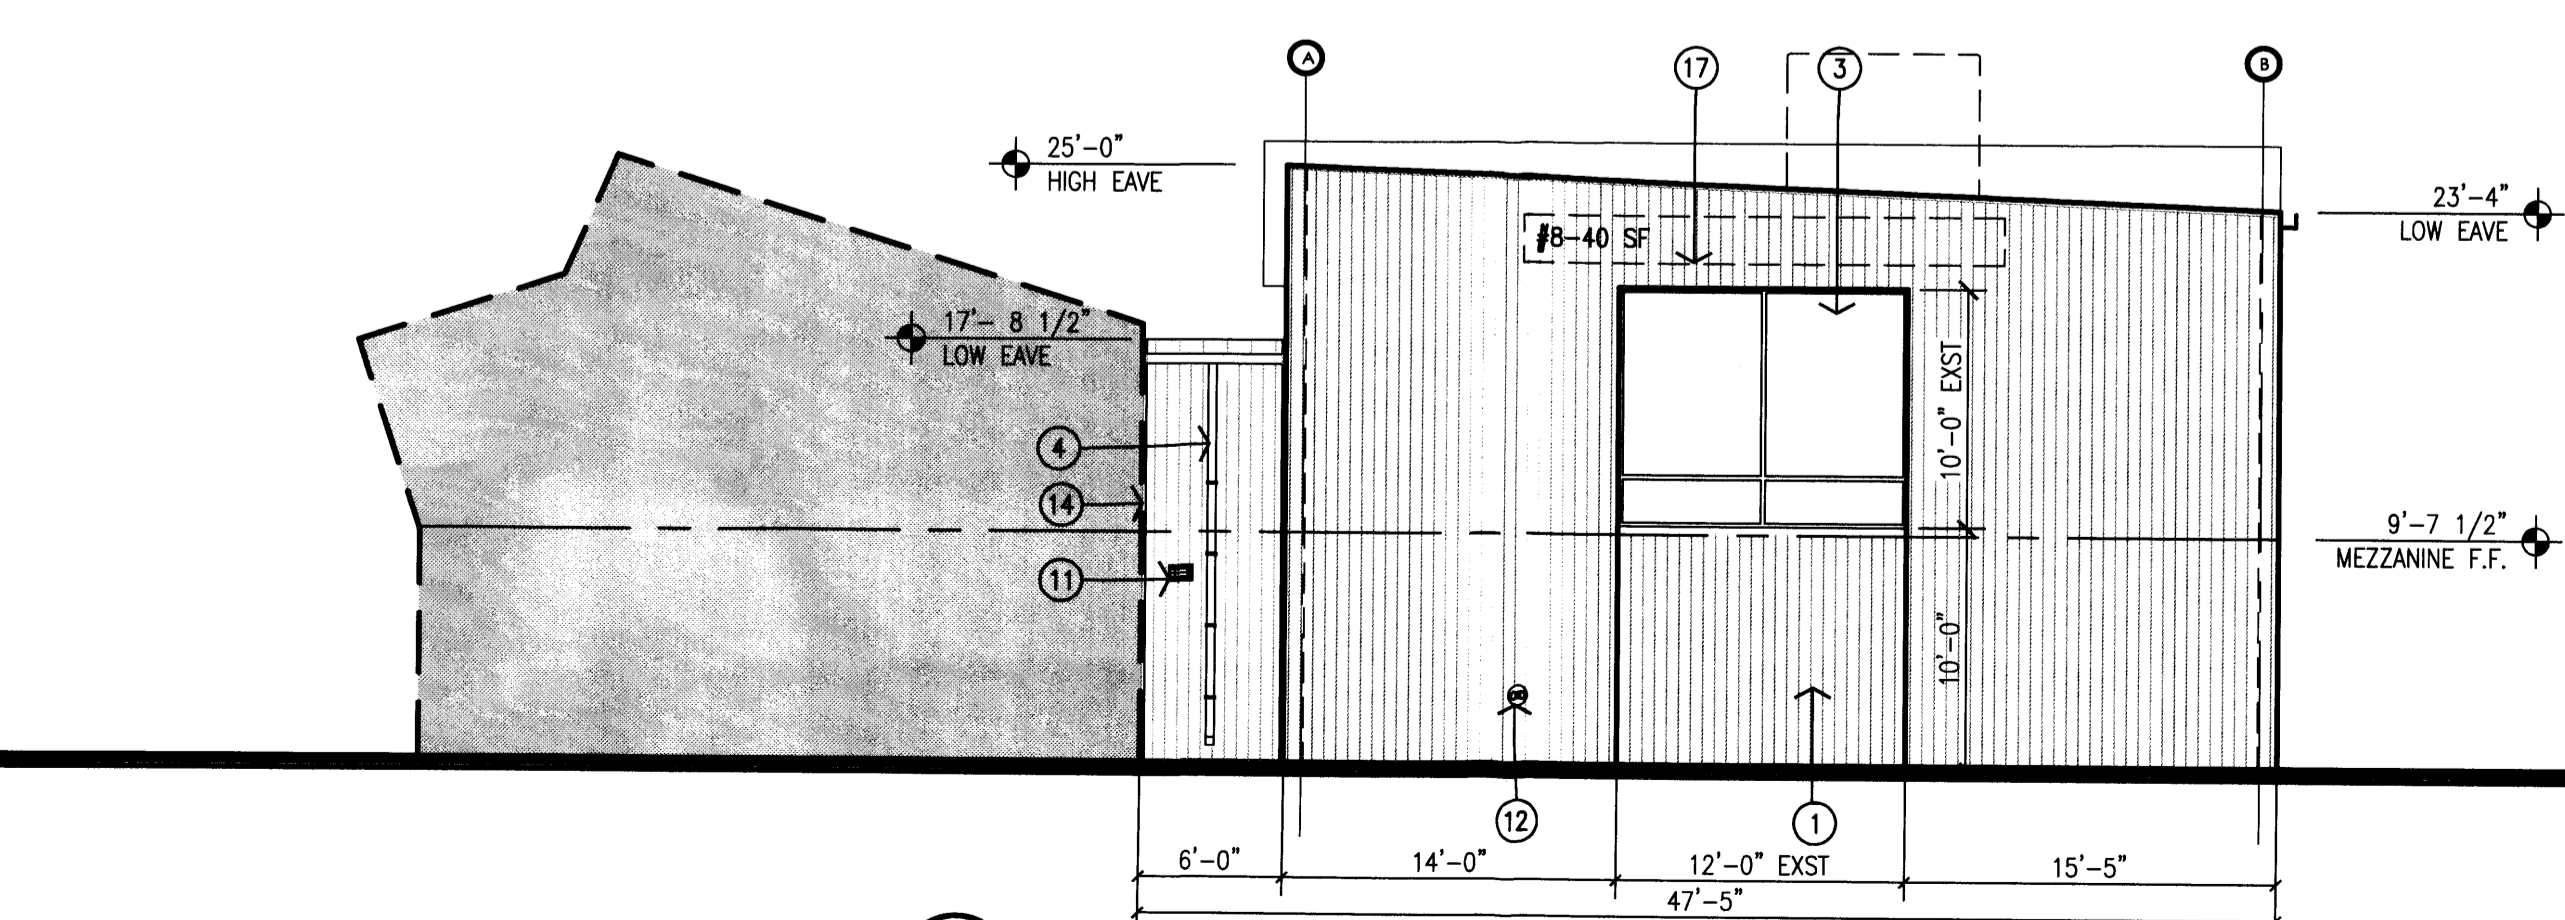 A
17
3
B
25'-0"
HIGH EAVE
23'-4"
LOW EAVE
#8-40 SF
17'- 8 1/2"
LOW EAVE
10'-0" EXST
4
14
9'-7 1/2"
MEZZANINE F.F.
11
10'-0"
12
1
6'-0"
14'-0"
12'-0" EXST
15'-5"
47'-5"